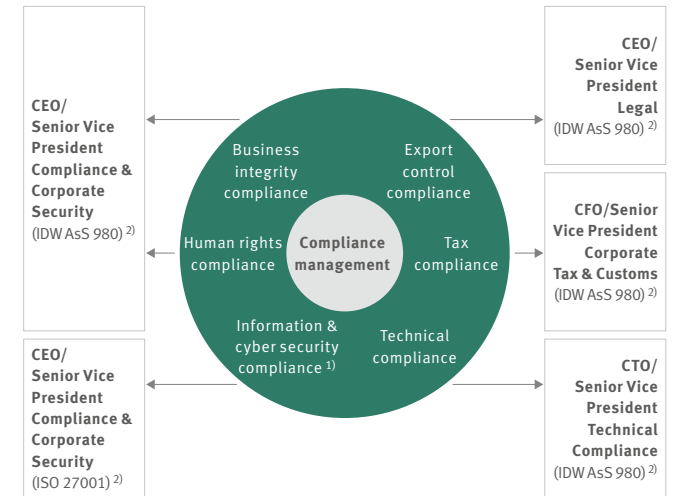 CEO/
Senior Vice
President
Compliance &
Corporate
Security
(IDW AsS 980) 2)
CEO/
Senior Vice
President
Compliance &
Corporate
Security
(ISO 27001) 2)
Business
integrity
compliance
Export
control
compliance
Human rights
compliance
Compliance
management
Tax
compliance
Information &
cyber security
compliance 1)
Technical
compliance
CEO/
Senior Vice
President
Legal
(IDW AsS 980) 2)
CFO/Senior
Vice President
Corporate
Tax & Customs
(IDW AsS 980) 2)
CTO/
Senior Vice
President
Technical
Compliance
(IDW AsS 980) 2)